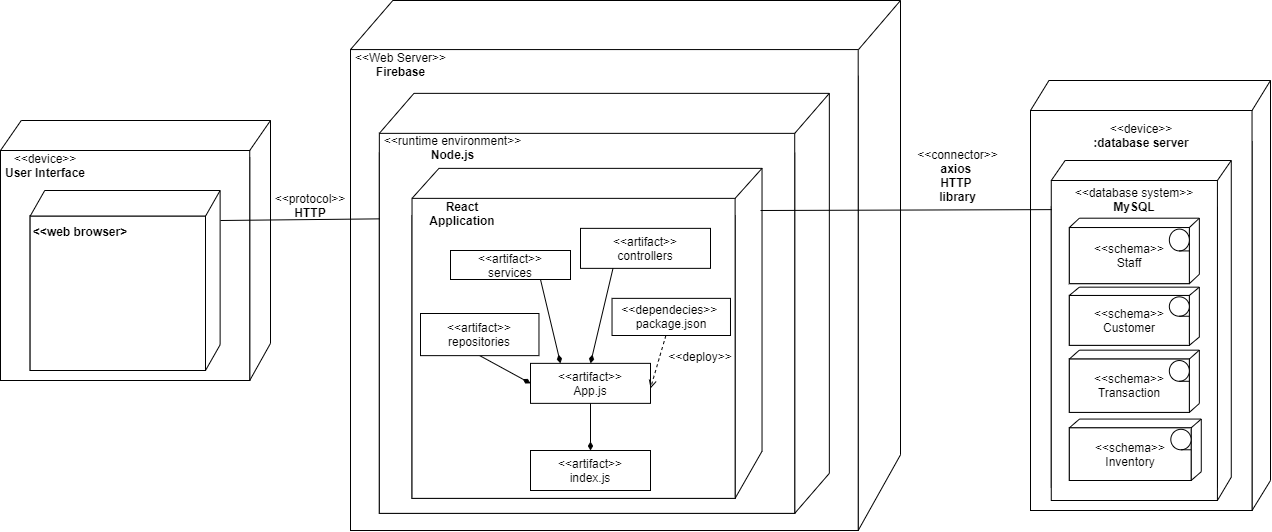 <<device>>
User Interface
<<web browser>
<<protocol>>
HTTP
<<Web Server>>
Firebase
<<runtime environment>>
Node.js
React
Application
<<artifact>>
services
<<artifact>>
controllers
<<artifact>>
repositories
<<dependecies>>
package.json
<<deploy>>
<<artifact>>
App.js
<<artifact>>
index.js
<<connector>>
axios
HTTP
library
<<device>>
:database server
<<database system>>
MySQL
<<schema>>
Staff
<<schema>>
Customer
<<schema>>
Transaction
<<schema>>
Inventory